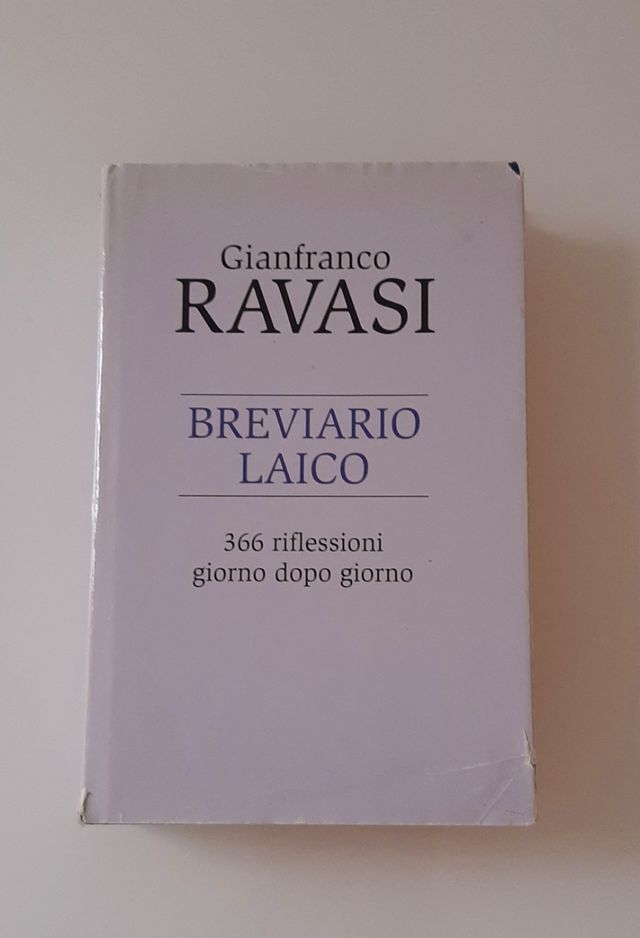 Gianfranco
RAVASI
BREVIARIO
LAICO
366 riflessioni
giorno dopo giorno